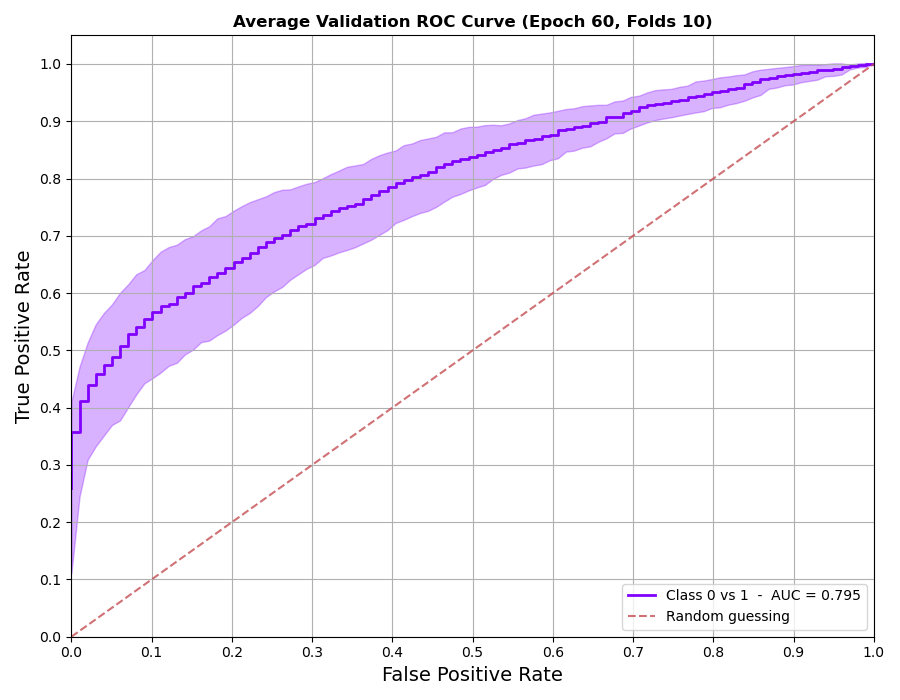 Average Validation ROC Curve (Epoch 60, Folds 10)
True Positive Rate
1.0
0.9
0.8
0.7
0.6
0.5
0.4
0.3
0.2
0.1
0.0
Class 0 vs 1 - AUC = 0.795
Random guessing
0.0 0.1 0.2 0.3 0.4 0.5 0.6 0.7 0.8 0.9 1.0
False Positive Rate